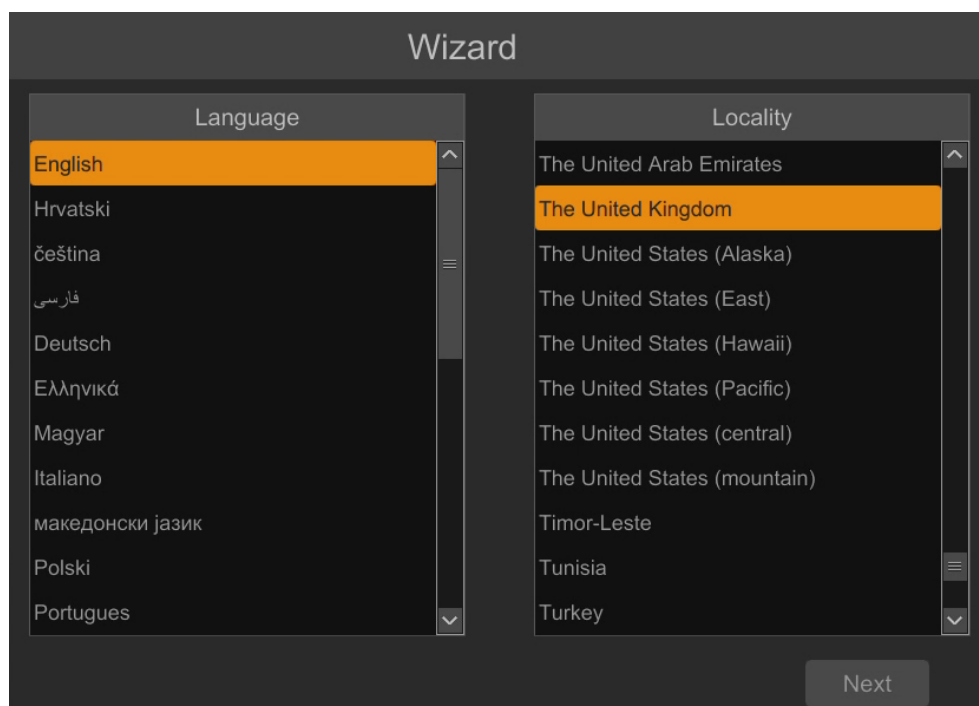 Wizard
Language
English
Hrvatski
čeština
فارسی
Deutsch
Ελληνικά
Magyar
Italiano
македонски јазик
Polski
Portugues
Locality
The United Arab Emirates
The United Kingdom
The United States (Alaska)
The United States (East)
The United States (Hawaii)
The United States (Pacific)
The United States (central)
The United States (mountain)
Timor-Leste
Tunisia
Turkey
Next